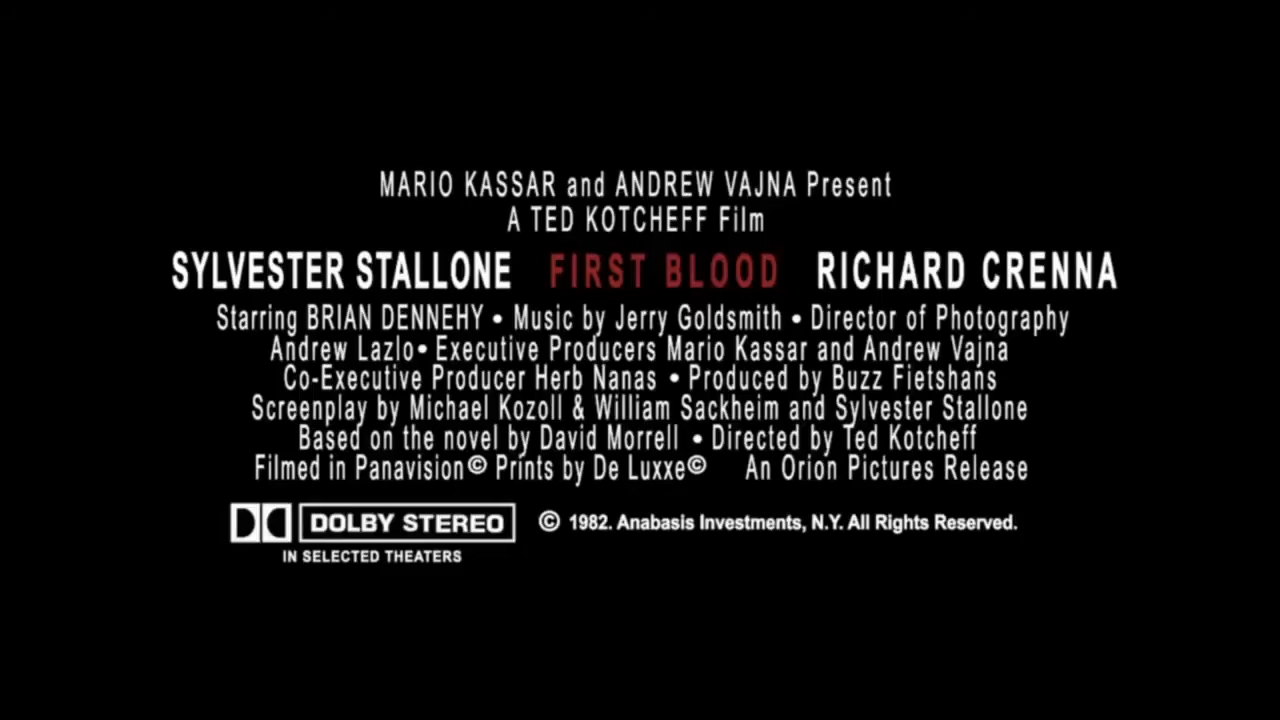 MARIO KASSAR and ANDREW VAJNA Present
A TED KOTCHEFF Film
SYLVESTER STALLONE FIRST BLOOD RICHARD CRENNA
Starring BRIAN DENNEHY • Music by Jerry Goldsmith • Director of Photography
Andrew Lazlo• Executive Producers Mario Kassar and Andrew Vajna
Co-Executive Producer Herb Nanas • Produced by Buzz Fietshans
Screenplay by Michael Kozoll & William Sackheim and Sylvester Stallone
Based on the novel by David Morrell • Directed by Ted Kotcheff
Filmed in Panavision© Prints by De Luxxe© An Orion Pictures Release
DOLBY STEREO © 1982. Anabasis Investments, N.Y. All Rights Reserved.
IN SELECTED THEATERS